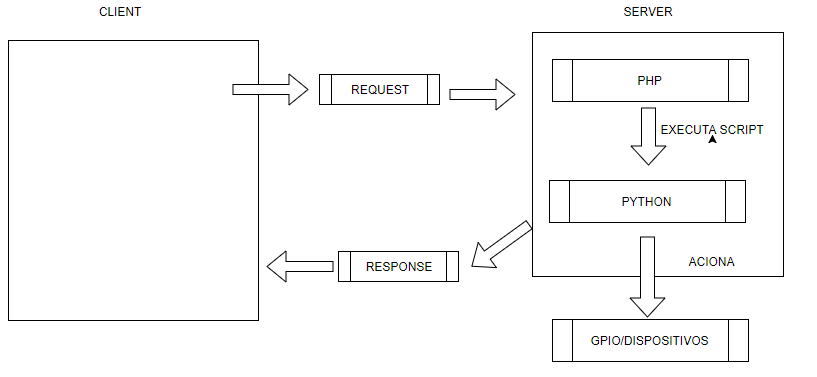 CLIENT
SERVER
REQUEST
PHP
EXECUTA SCRIPT
PYTHON
RESPONSE
ACIONA
GPIO/DISPOSITIVOS